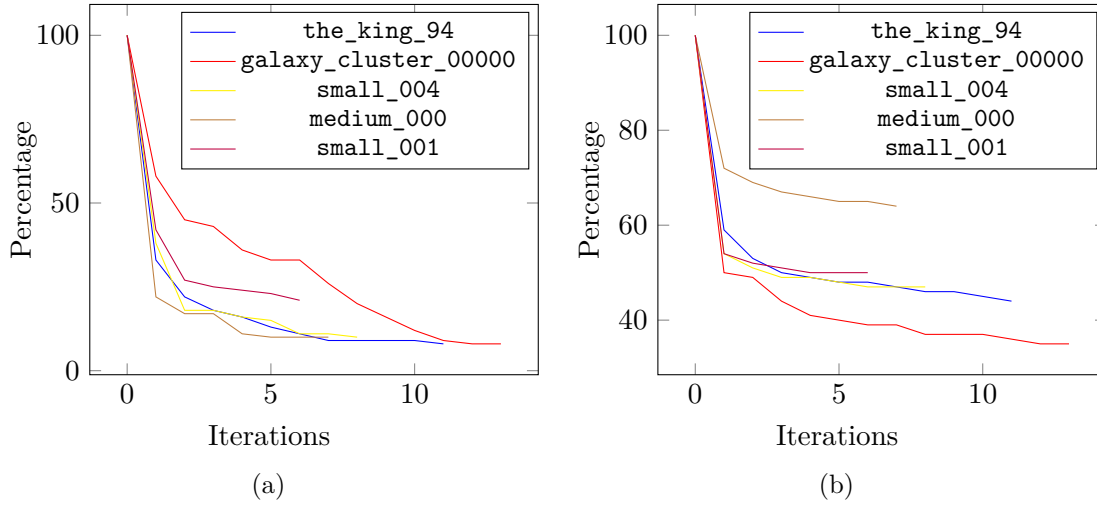 100
50
0
Percentage
the_king_94
galaxy_cluster_00000
small_004
medium_000
small_001
0
5
10
Iterations
(a)
100
80
60
40
Percentage
the_king_94
galaxy_cluster_00000
small_004
medium_000
small_001
0
5
10
Iterations
(b)